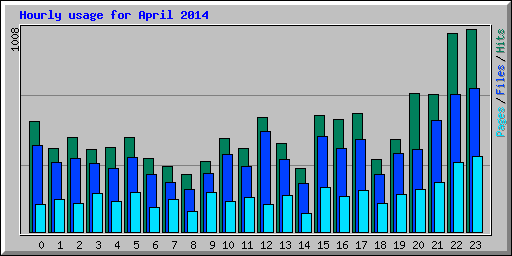 Hourly usage for April 2014
1008
Pages/Files/Hits
0 1 2 3 4 5 6 7 8 9 10 11 12 13 14 15 16 17 18 19 20 21 22 23